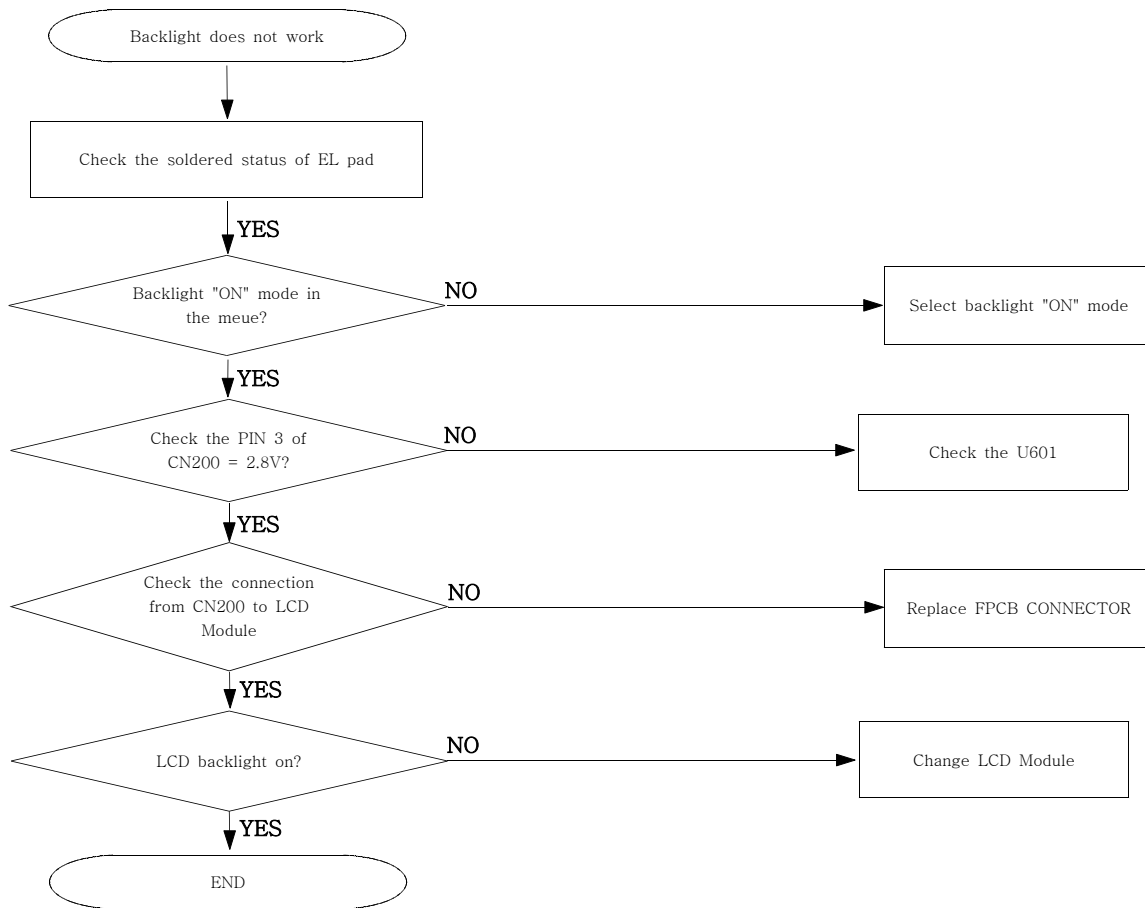 Backlight does not work
Check the soldered status of EL pad
YES
Backlight "ON" mode in
the meue?
NO
Select backlight "ON" mode
YES
Check the PIN 3 of
CN200 = 2.8V?
NO
Check the U601
YES
Check the connection
from CN200 to LCD
Module
NO
Replace FPCB CONNECTOR
YES
LCD backlight on?
NO
Change LCD Module
YES
END